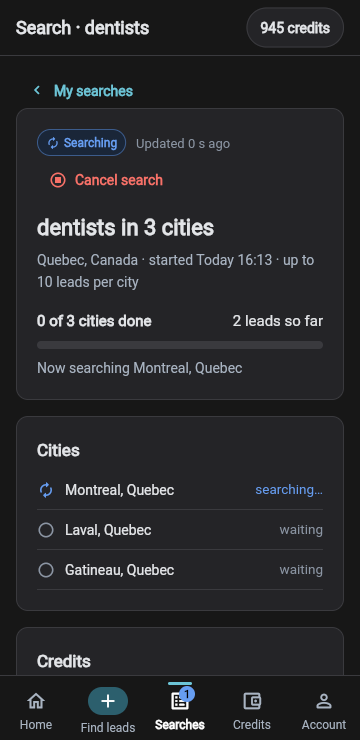 Search · dentists
945 credits
My searches
Searching
Updated 0 s ago
Cancel search
dentists in 3 cities
Quebec, Canada · started Today 16:13 · up to
10 leads per city
0 of 3 cities done
2 leads so far
Now searching Montreal, Quebec
Cities
Montreal, Quebec
searching…
Laval, Quebec
waiting
Gatineau, Quebec
waiting
Credits
1
Home
Find leads
Searches
Credits
Account